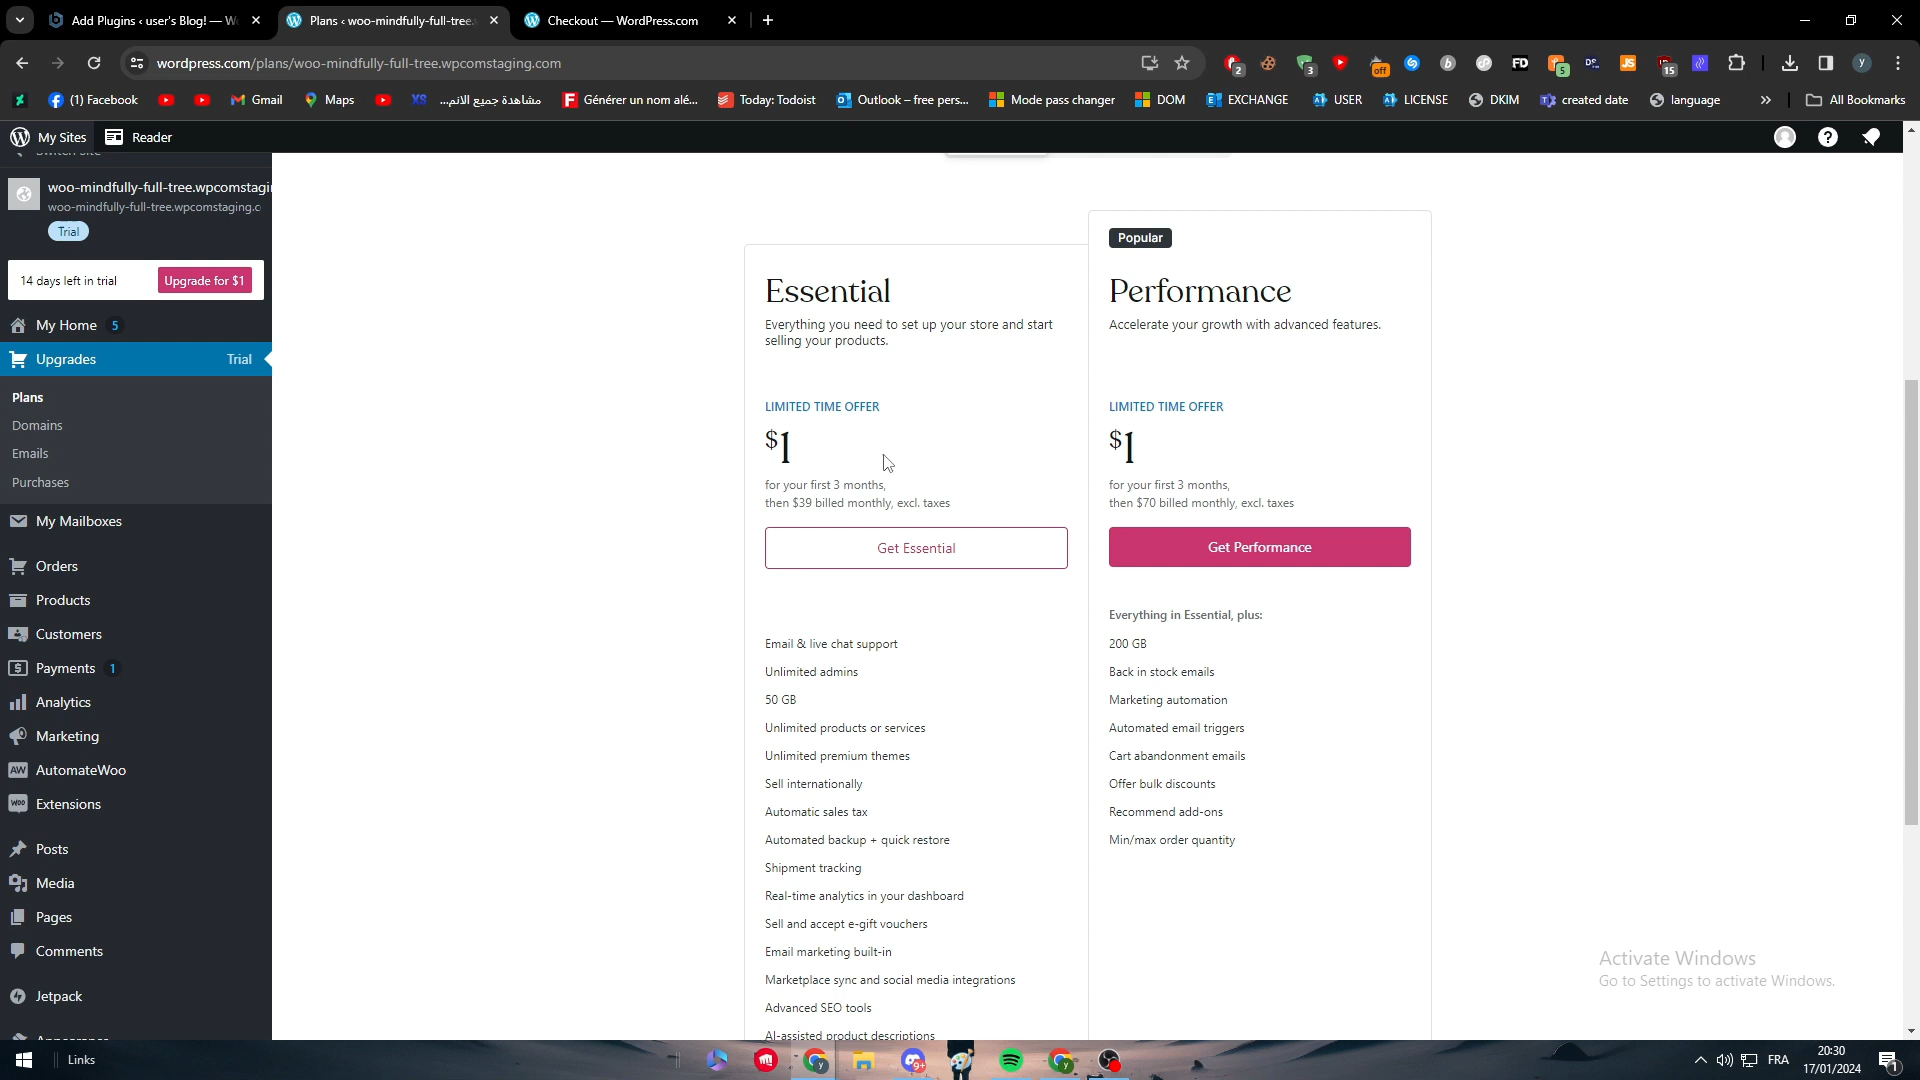 Add Plugins ‹ user's Blog! — W
Plans ‹ woo-mindfully-full-tree.
Checkout — WordPress.com
wordpress.com/plans/woo-mindfully-full-tree.wpcomstaging.com
2
3
off
FD
5
JS
15
y
(1) Facebook
Gmail
Maps
XS
مشاهدة جميع الانم...
Générer un nom alé...
Today: Todoist
Outlook – free pers...
Mode pass changer
DOM
EXCHANGE
USER
LICENSE
DKIM
created date
language
»
All Bookmarks
My Sites
Reader
woo-mindfully-full-tree.wpcomstagi
woo-mindfully-full-tree.wpcomstaging.c
Trial
14 days left in trial
Upgrade for $1
My Home 5
Upgrades Trial
Plans
Domains
Emails
Purchases
My Mailboxes
Orders
Products
Customers
Payments 1
Analytics
Marketing
AutomateWoo
Extensions
Posts
Media
Pages
Comments
Jetpack
Essential
Everything you need to set up your store and start
selling your products.
LIMITED TIME OFFER
$1
for your first 3 months,
then $39 billed monthly, excl. taxes
Get Essential
Email & live chat support
Unlimited admins
50 GB
Unlimited products or services
Unlimited premium themes
Sell internationally
Automatic sales tax
Automated backup + quick restore
Shipment tracking
Real-time analytics in your dashboard
Sell and accept e-gift vouchers
Email marketing built-in
Marketplace sync and social media integrations
Advanced SEO tools
AI-assisted product descriptions
Popular
Performance
Accelerate your growth with advanced features.
LIMITED TIME OFFER
$1
for your first 3 months,
then $70 billed monthly, excl. taxes
Get Performance
Everything in Essential, plus:
200 GB
Back in stock emails
Marketing automation
Automated email triggers
Cart abandonment emails
Offer bulk discounts
Recommend add-ons
Min/max order quantity
Activate Windows
Go to Settings to activate Windows.
Links
9+
FRA
20:30
17/01/2024
1